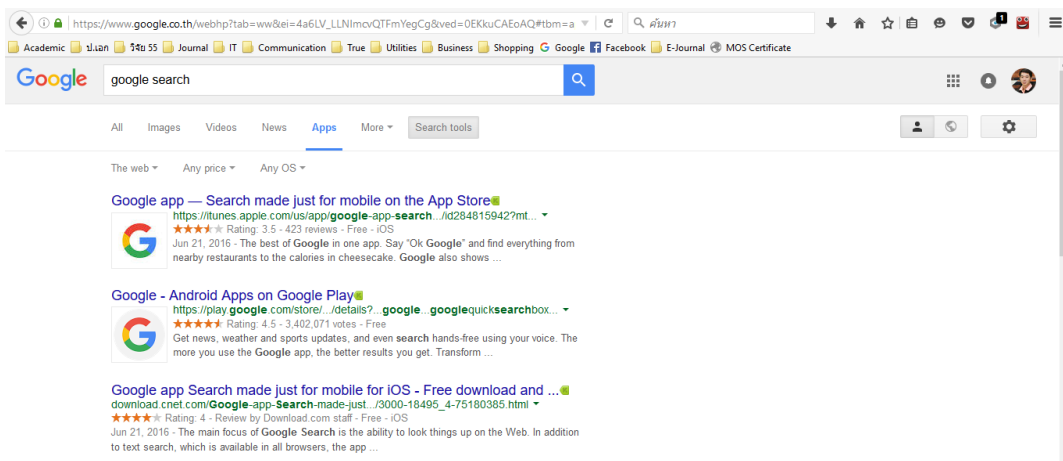 https://www.google.co.th/webhp?tab=ww&ei=4a6LV_LLNImcvQTFmYegCg&ved=0EKkuCAEoAQ#tbm=a
ค้นหา
1
Academic ป.เอก วิจัย 55 Journal IT Communication True Utilities Business Shopping Google Facebook E-Journal MOS Certificate
Google google search
All Images Videos News Apps More Search tools
The web Any price Any OS
Google app — Search made just for mobile on the App Store
https://itunes.apple.com/us/app/google-app-search.../id284815942?mt...
Rating: 3.5 - 423 reviews - Free - iOS
Jun 21, 2016 - The best of Google in one app. Say "Ok Google" and find everything from
nearby restaurants to the calories in cheesecake. Google also shows ...
Google - Android Apps on Google Play
https://play.google.com/store/.../details?...google...googlequicksearchbox...
Rating: 4.5 - 3,402,071 votes - Free
Get news, weather and sports updates, and even search hands-free using your voice. The
more you use the Google app, the better results you get. Transform ...
Google app Search made just for mobile for iOS - Free download and ...
download.cnet.com/Google-app-Search-made-just.../3000-18495_4-75180385.html
Rating: 4 - Review by Download.com staff - Free - iOS
Jun 21, 2016 - The main focus of Google Search is the ability to look things up on the Web. In addition
to text search, which is available in all browsers, the app ...